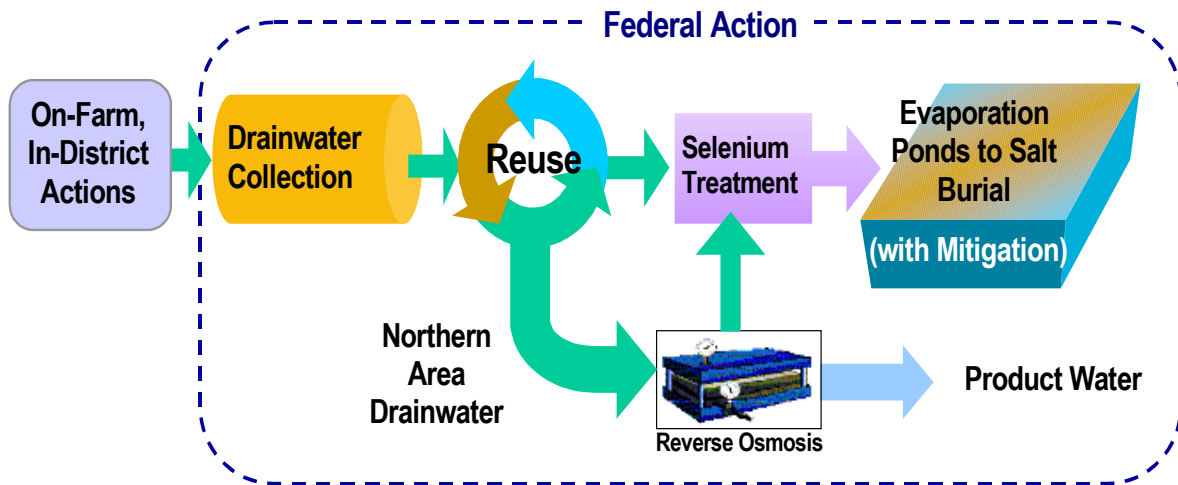 Federal Action
On-Farm,
In-District
Actions
Drainwater
Collection
Reuse
Selenium
Treatment
Evaporation
Ponds to Salt
Burial
(with Mitigation)
Northern
Area
Drainwater
Reverse Osmosis
Product Water